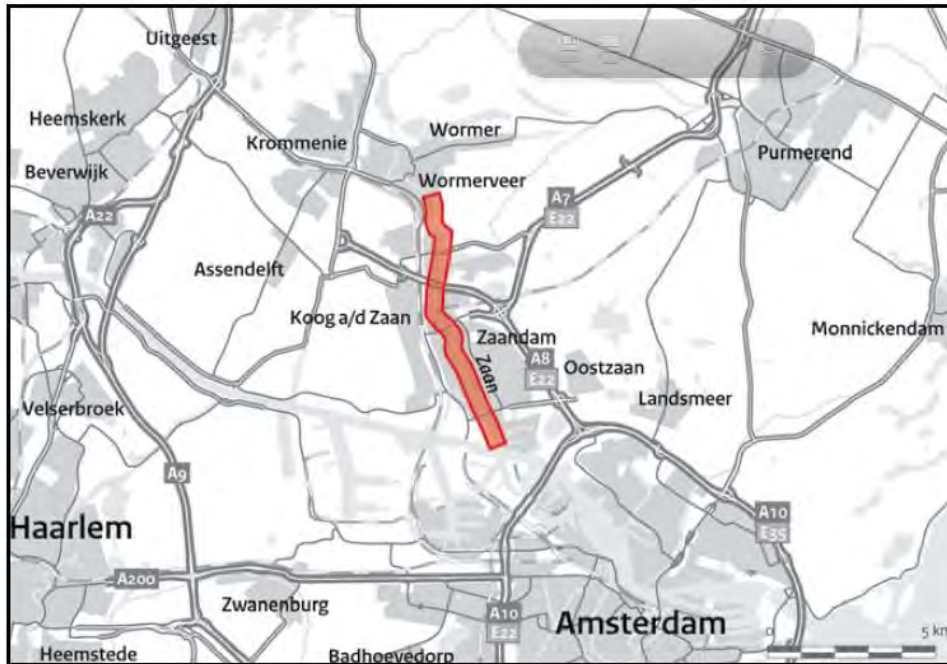 Uitgeest
Heemskerk
Krommenie
Wormer
Purmerend
Beverwijk
Wormerveer
A22
A7
E22
Assendelft
Koog a/d Zaan
Zaandam
Monnickendam
Zaan
A8
E22
Oostzaan
Velserbroek
Landsmeer
A9
Haarlem
A10
E35
A200
Zwanenburg
A10
E22
Amsterdam
0
5 km
Heemstede
Badhoevedorp